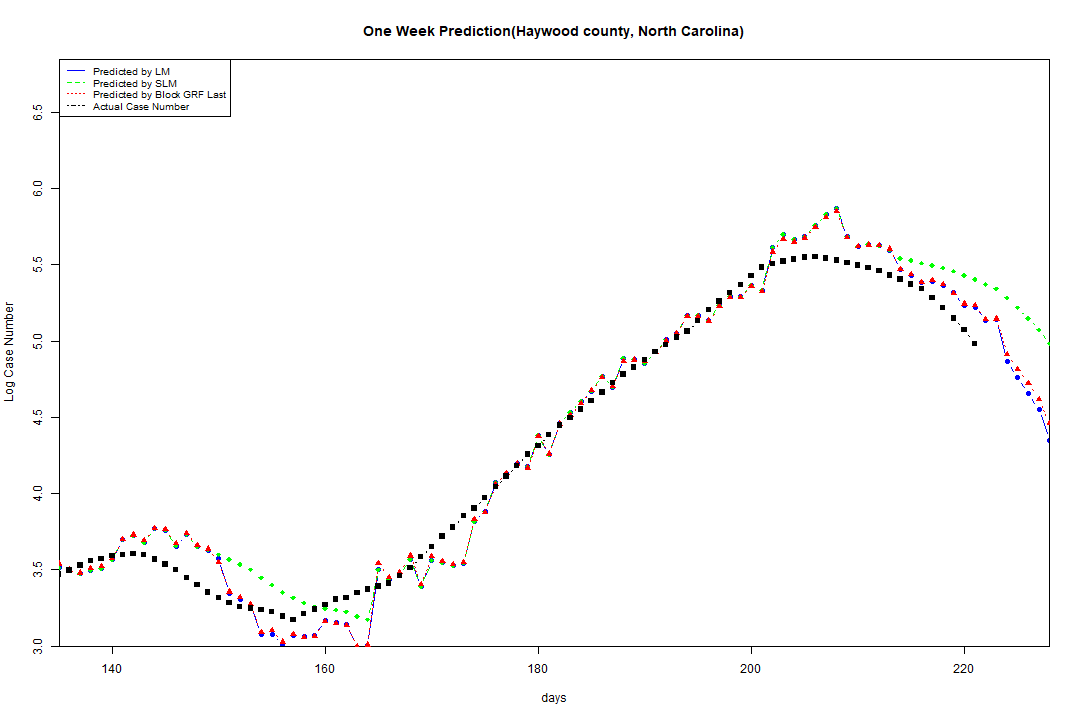 One Week Prediction(Haywood county, North Carolina)
Predicted by LM
Predicted by SLM
Predicted by Block GRF Last
Actual Case Number
6.5
6.0
5.5
5.0
4.5
4.0
3.5
3.0
Log Case Number
140 160 180 200 220
days